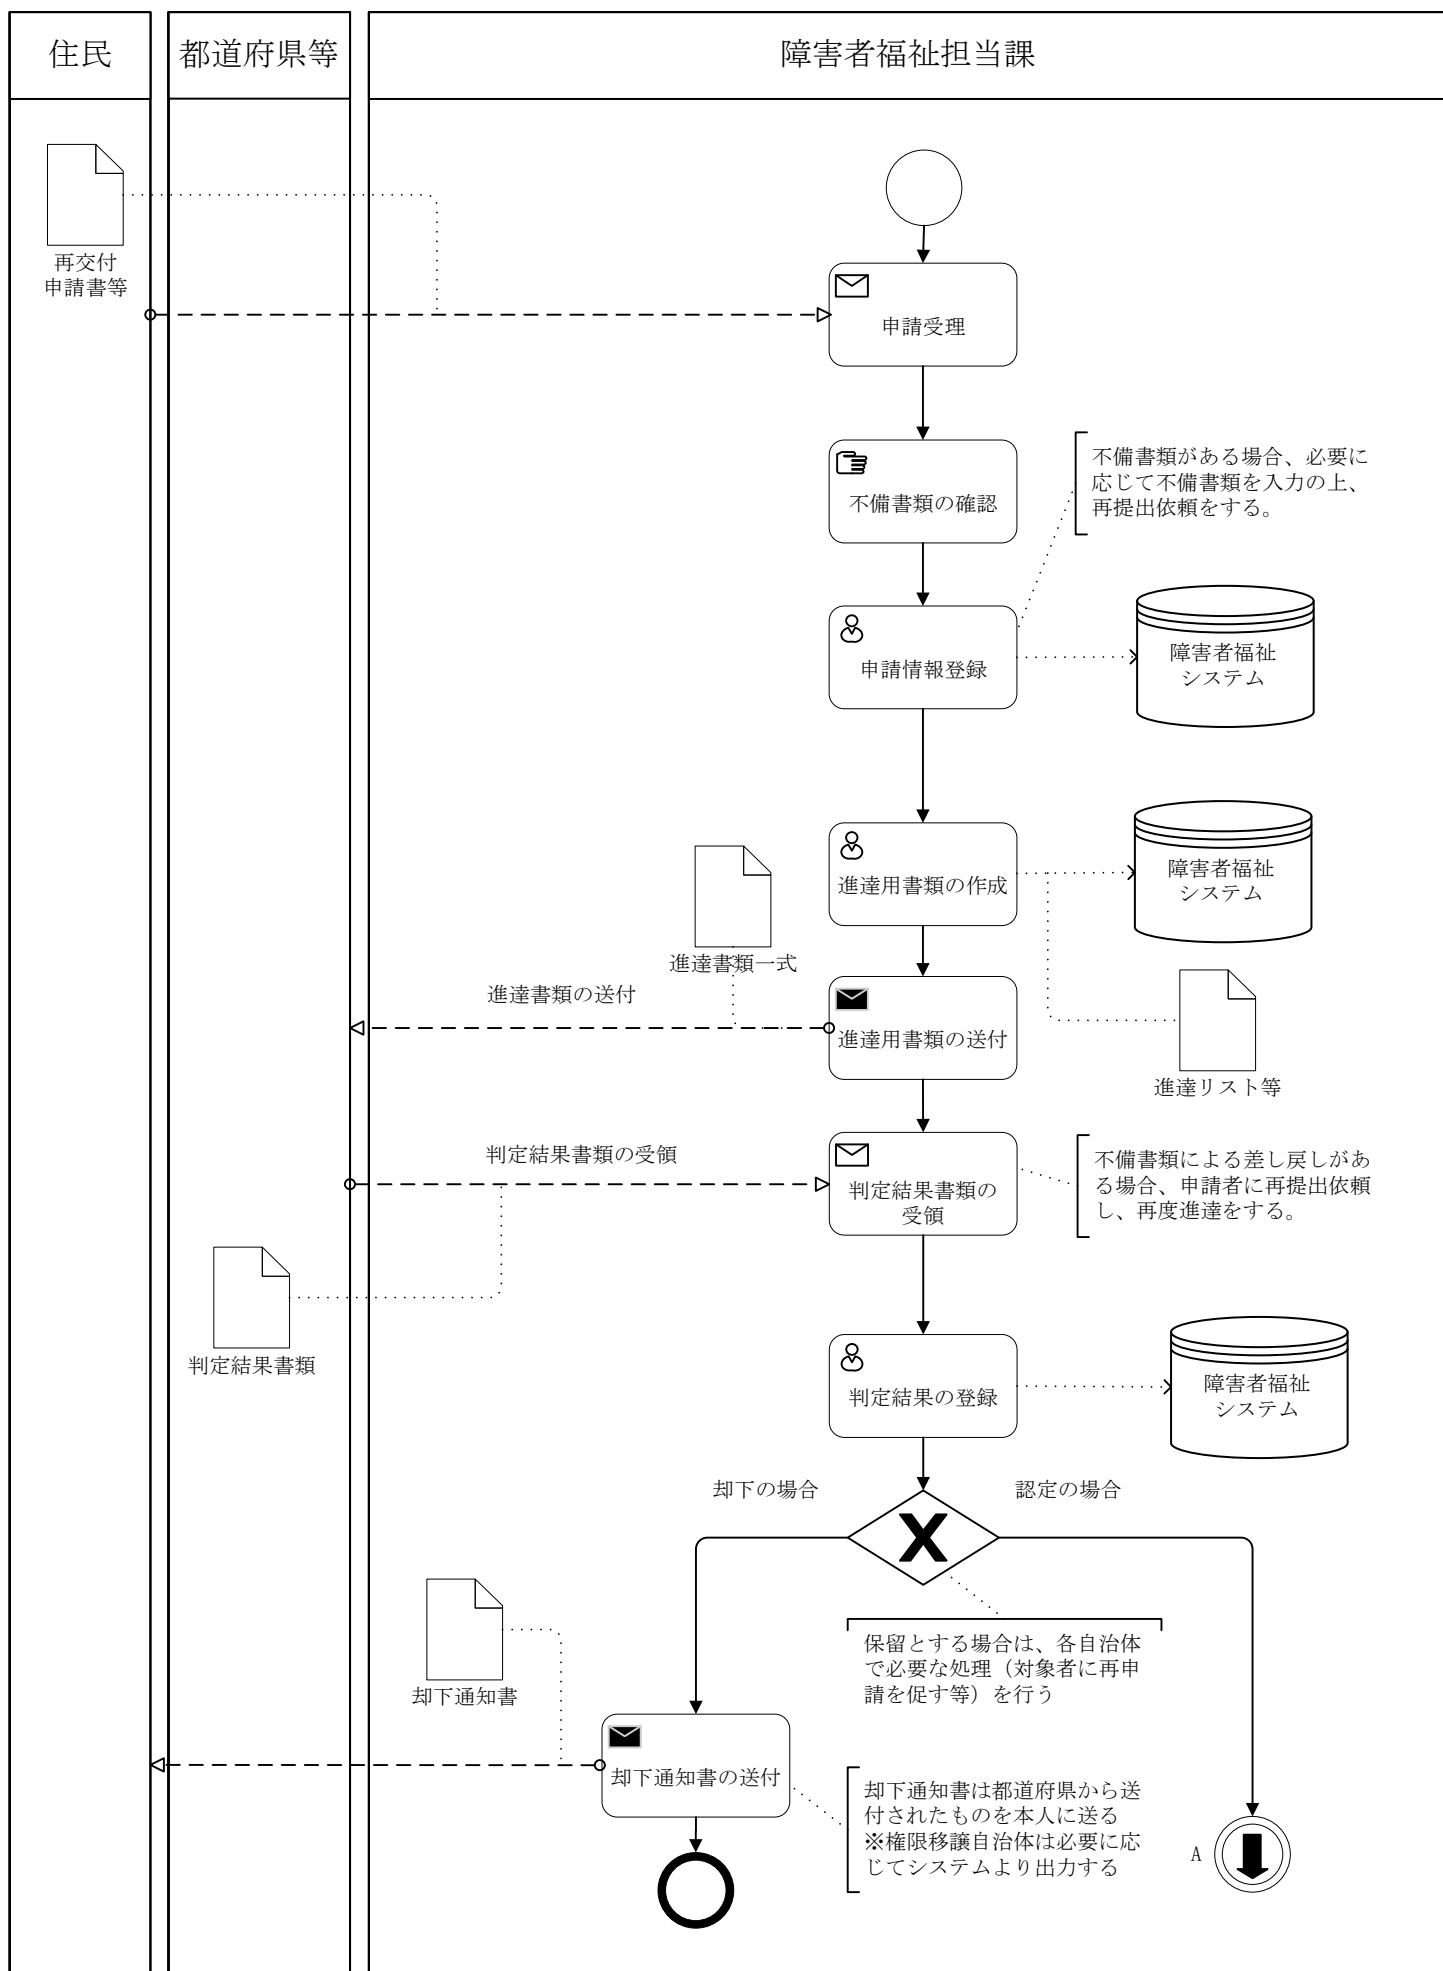 住民
都道府県等
障害者福祉担当課
再交付
申請書等
申請受理
不備書類の確認
不備書類がある場合、必要に
応じて不備書類を入力の上、
再提出依頼をする。
申請情報登録
障害者福祉
システム
進達用書類の作成
障害者福祉
システム
進達書類一式
進達書類の送付
進達用書類の送付
進達リスト等
判定結果書類の受領
判定結果書類の
受領
不備書類による差し戻しがあ
る場合、申請者に再提出依頼
し、再度進達をする。
判定結果書類
判定結果の登録
障害者福祉
システム
却下の場合
認定の場合
保留とする場合は、各自治体
で必要な処理（対象者に再申
請を促す等）を行う
却下通知書
却下通知書の送付
却下通知書は都道府県から送
付されたものを本人に送る
※権限移譲自治体は必要に応
じてシステムより出力する
A